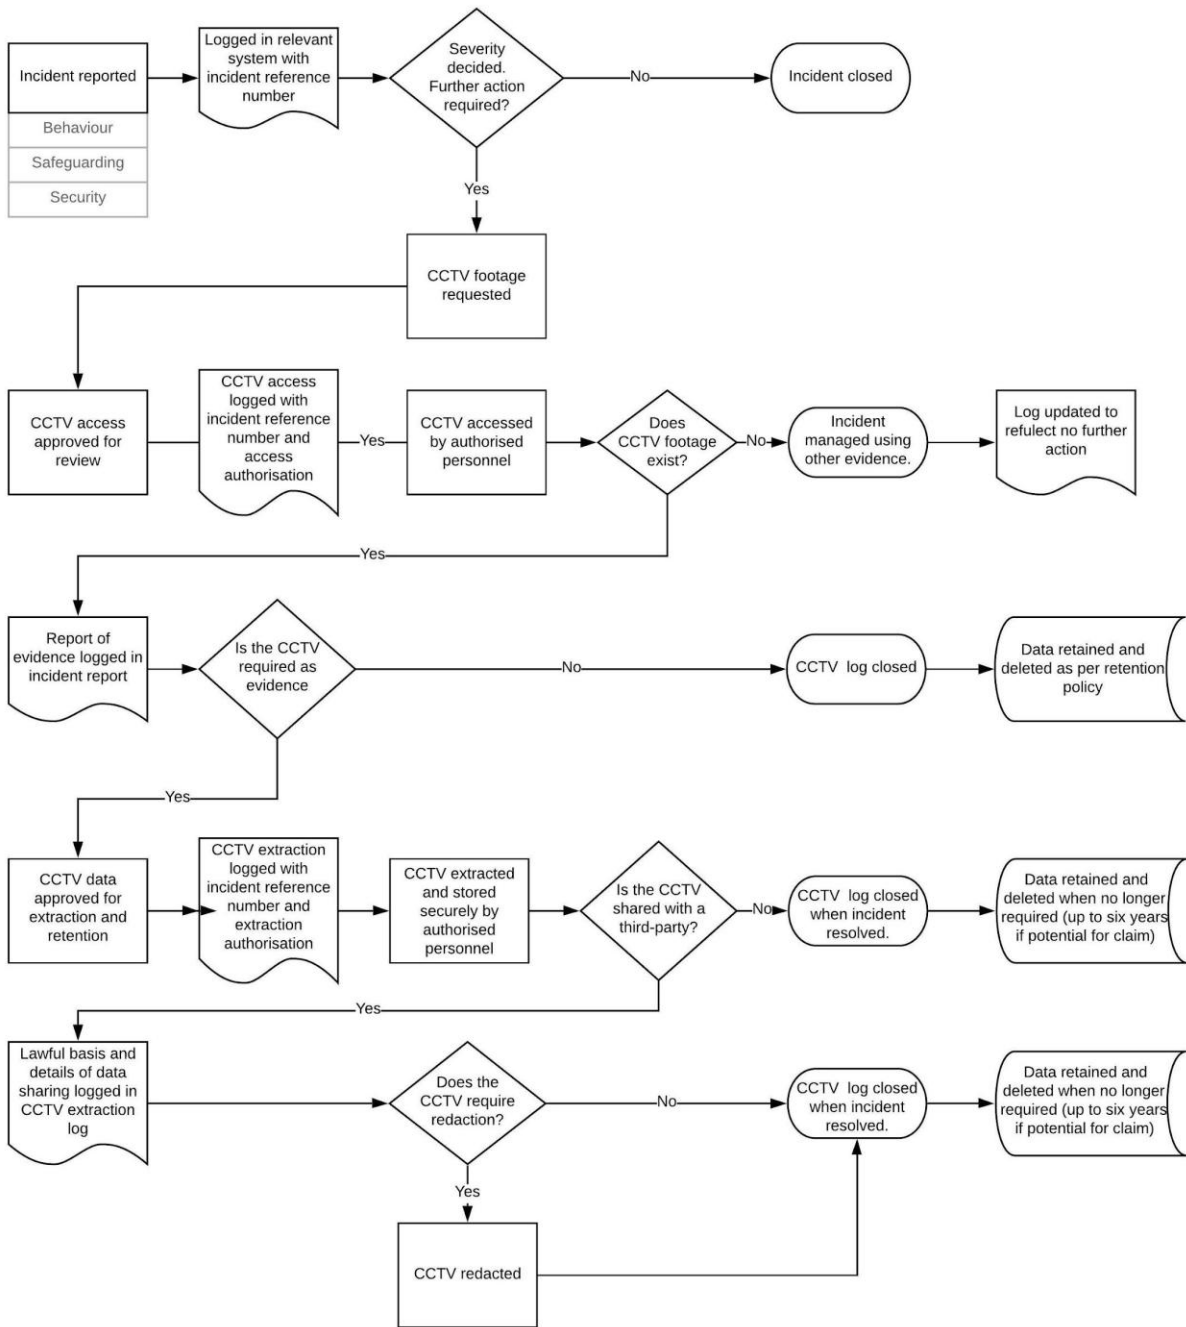 Incident reported
Behaviour
Safeguarding
Security
Logged in relevant
system with
incident reference
number
Severity
decided.
Further action
required?
No
Incident closed
Yes
CCTV footage
requested
CCTV access
approved for
review
CCTV access
logged with
incident reference
number and
access
authorisation
Yes
CCTV accessed
by authorised
personnel
Does
CCTV footage
exist?
No
Incident
managed using
other evidence.
Log updated to
refulect no further
action
Yes
Report of
evidence logged in
incident report
Is the CCTV
required as
evidence
No
CCTV log closed
Data retained and
deleted as per retention
policy
Yes
CCTV data
approved for
extraction and
retention
CCTV extraction
logged with
incident reference
number and
extraction
authorisation
CCTV extracted
and stored
securely by
authorised
personnel
Is the CCTV
shared with a
third-party?
No
CCTV log closed
when incident
resolved.
Data retained and
deleted when no longer
required (up to six years
if potential for claim)
Yes
Lawful basis and
details of data
sharing logged in
CCTV extraction
log
Does the
CCTV require
redaction?
No
CCTV log closed
when incident
resolved.
Data retained and
deleted when no longer
required (up to six years
if potential for claim)
Yes
CCTV redacted